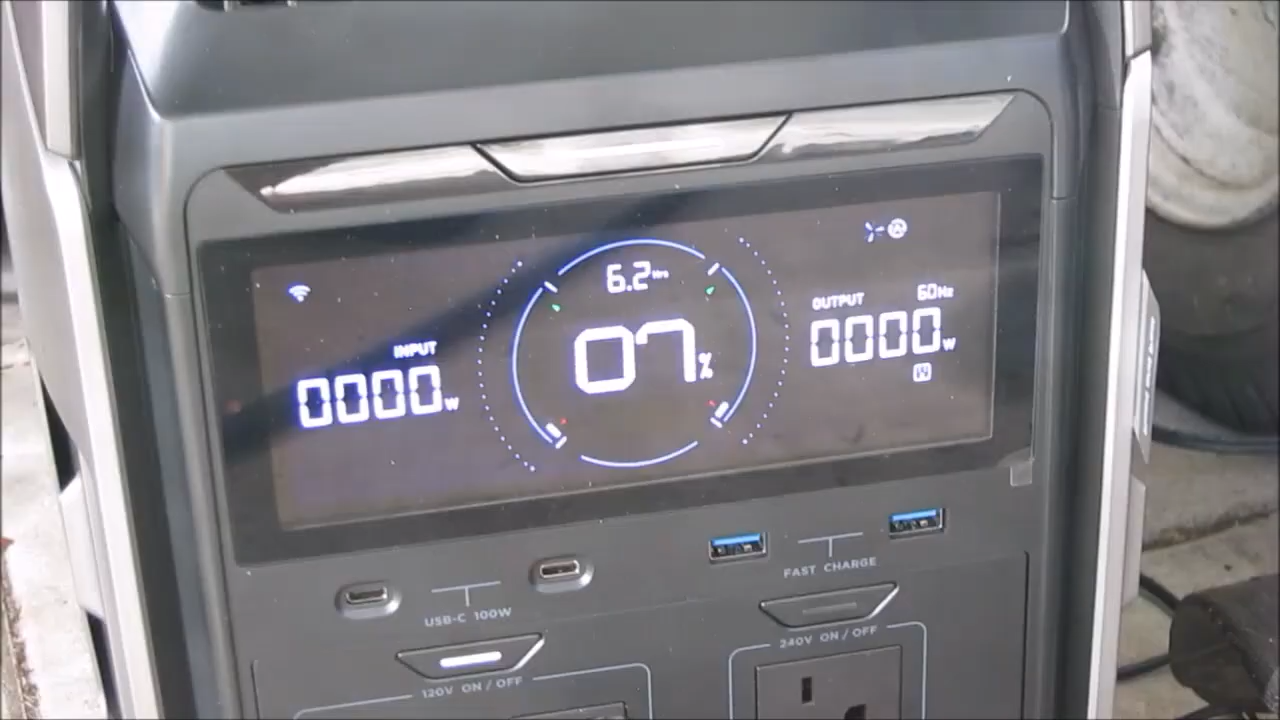 6.2Hrs
07%
INPUT
0000W
OUTPUT 60Hz
0000W
USB-C 100W
FAST CHARGE
120V ON / OFF
240V ON / OFF